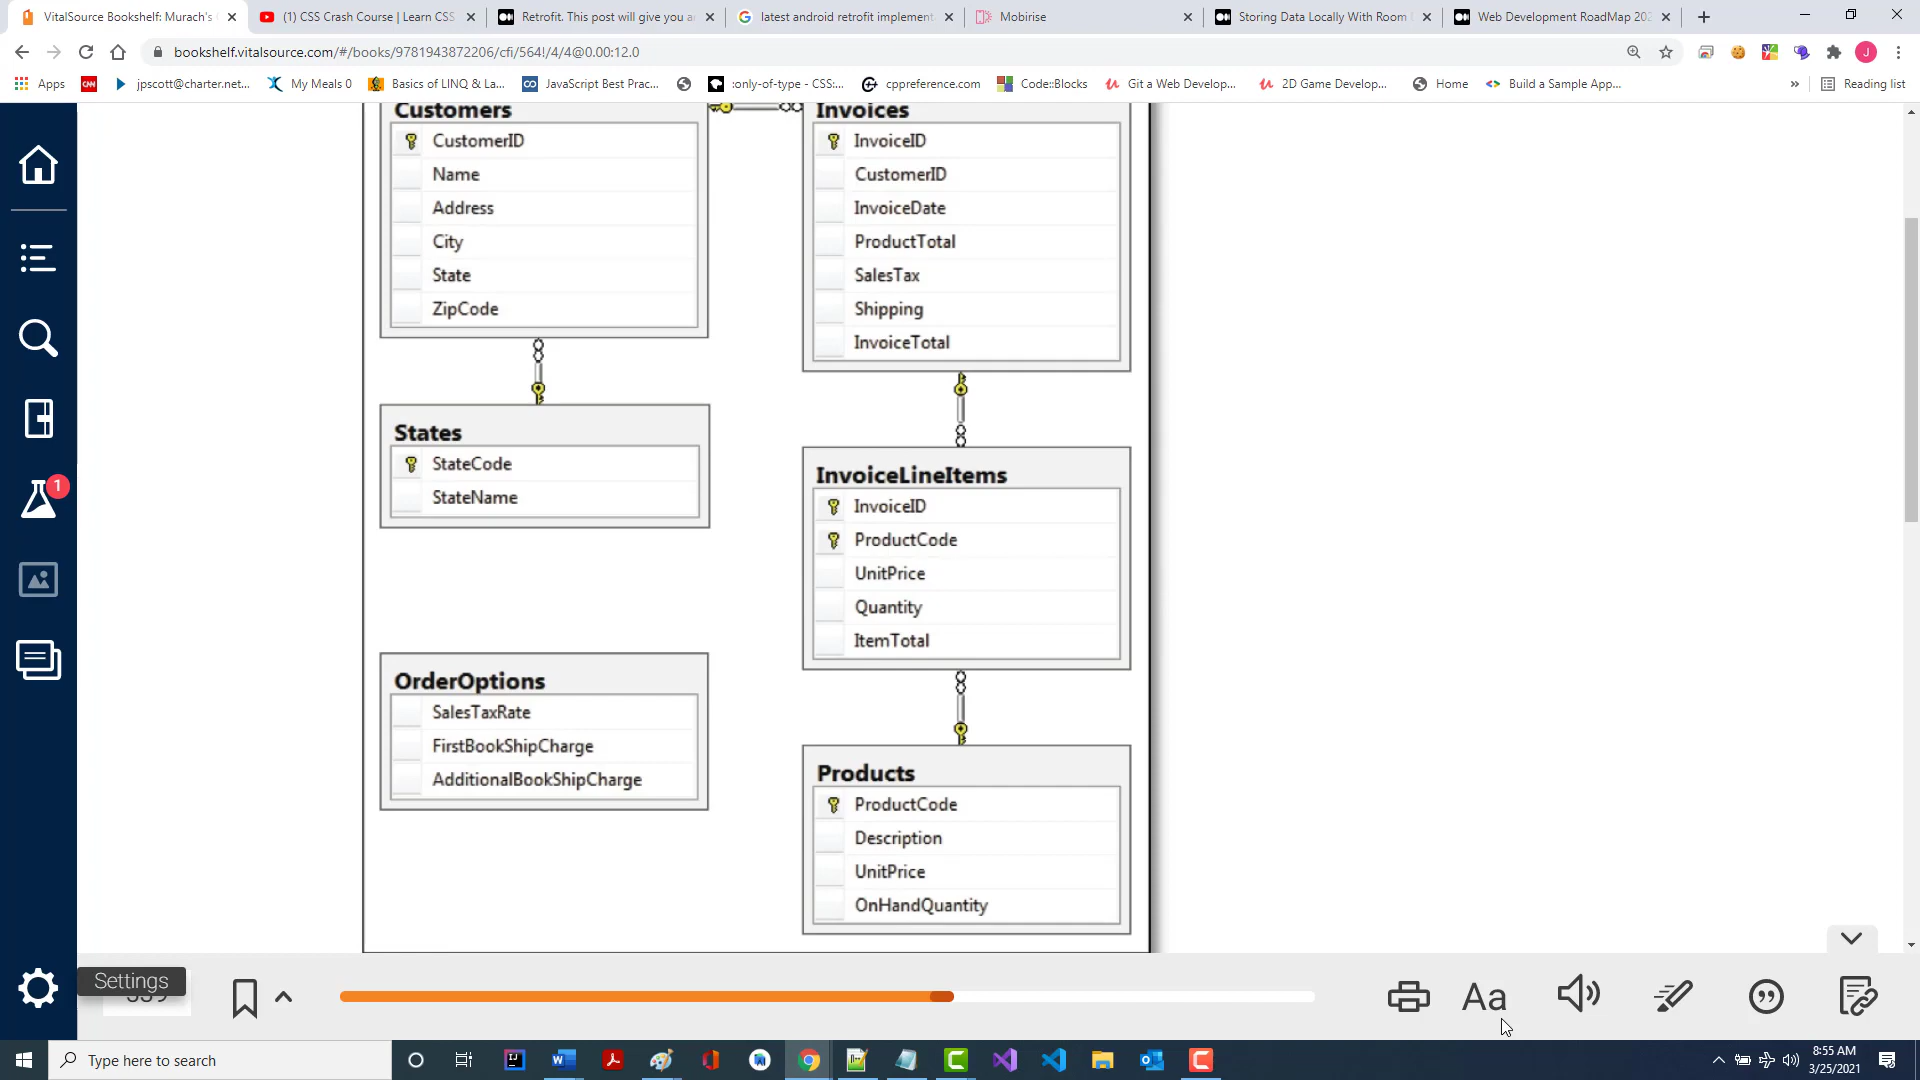 VitalSource Bookshelf: Murach's
(1) CSS Crash Course | Learn CSS
Retrofit. This post will give you a
latest android retrofit implement
Mobirise
Storing Data Locally With Room
Web Development RoadMap 202
bookshelf.vitalsource.com/#/books/9781943872206/cfi/564!/4/4@0.00:12.0
J
Apps
CNN
jpscott@charter.net...
My Meals 0
Basics of LINQ & La...
JavaScript Best Prac...
:only-of-type - CSS:...
cppreference.com
Code::Blocks
Git a Web Develop...
2D Game Develop...
Home
Build a Sample App...
»
Reading list
Customers
CustomerID
Name
Address
City
State
ZipCode
Invoices
InvoiceID
CustomerID
InvoiceDate
ProductTotal
SalesTax
Shipping
InvoiceTotal
States
StateCode
StateName
InvoiceLineItems
InvoiceID
ProductCode
UnitPrice
Quantity
ItemTotal
OrderOptions
SalesTaxRate
FirstBookShipCharge
AdditionalBookShipCharge
Products
ProductCode
Description
UnitPrice
OnHandQuantity
1
Settings
Aa
Type here to search
8:55 AM
3/25/2021